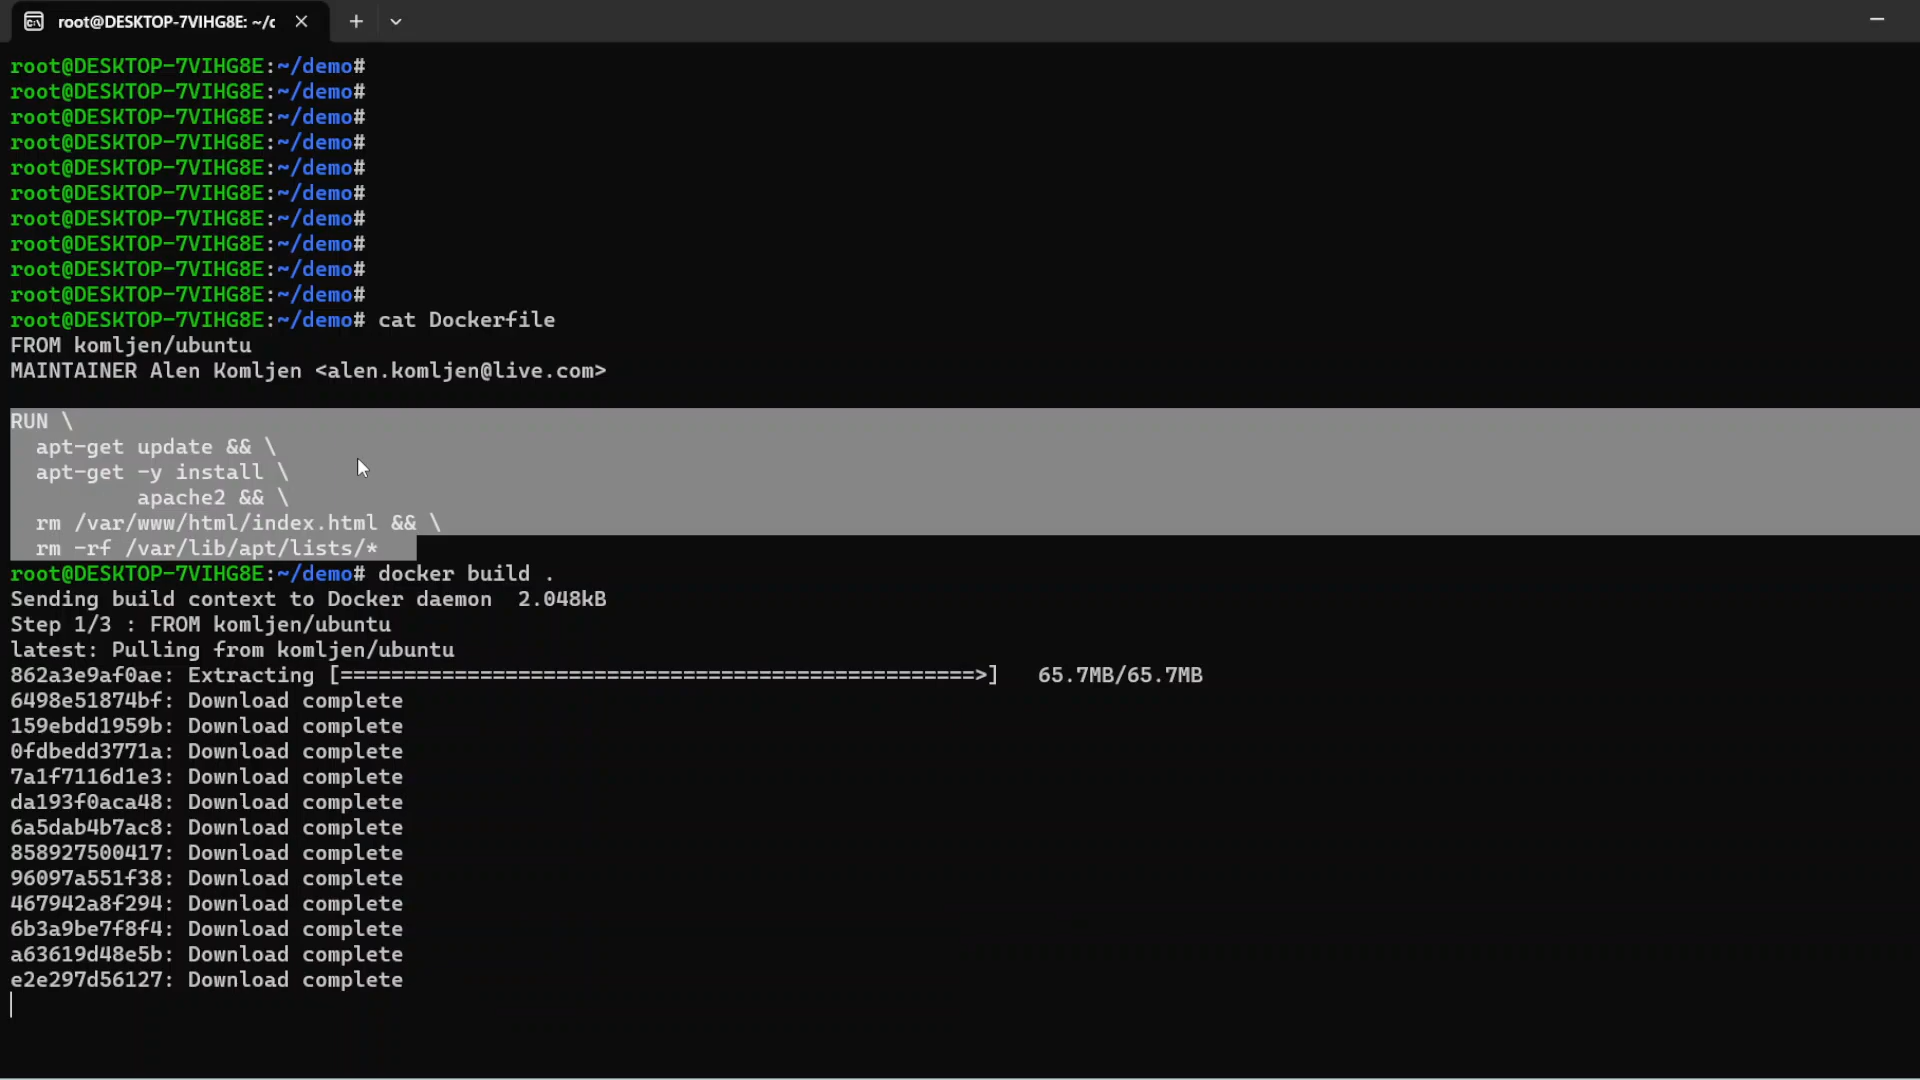 root@DESKTOP-7VIHG8E: ~/c
root@DESKTOP-7VIHG8E:~/demo#
root@DESKTOP-7VIHG8E:~/demo#
root@DESKTOP-7VIHG8E:~/demo#
root@DESKTOP-7VIHG8E:~/demo#
root@DESKTOP-7VIHG8E:~/demo#
root@DESKTOP-7VIHG8E:~/demo#
root@DESKTOP-7VIHG8E:~/demo#
root@DESKTOP-7VIHG8E:~/demo#
root@DESKTOP-7VIHG8E:~/demo#
root@DESKTOP-7VIHG8E:~/demo#
root@DESKTOP-7VIHG8E:~/demo# cat Dockerfile
FROM komljen/ubuntu
MAINTAINER Alen Komljen <alen.komljen@live.com>
RUN \
apt-get update && \
apt-get -y install \
apache2 && \
rm /var/www/html/index.html && \
rm -rf /var/lib/apt/lists/*
root@DESKTOP-7VIHG8E:~/demo# docker build .
Sending build context to Docker daemon  2.048kB
Step 1/3 : FROM komljen/ubuntu
latest: Pulling from komljen/ubuntu
862a3e9af0ae: Extracting [==================================================>]   65.7MB/65.7MB
6498e51874bf: Download complete
159ebdd1959b: Download complete
0fdbedd3771a: Download complete
7a1f7116d1e3: Download complete
da193f0aca48: Download complete
6a5dab4b7ac8: Download complete
858927500417: Download complete
96097a551f38: Download complete
467942a8f294: Download complete
6b3a9be7f8f4: Download complete
a63619d48e5b: Download complete
e2e297d56127: Download complete